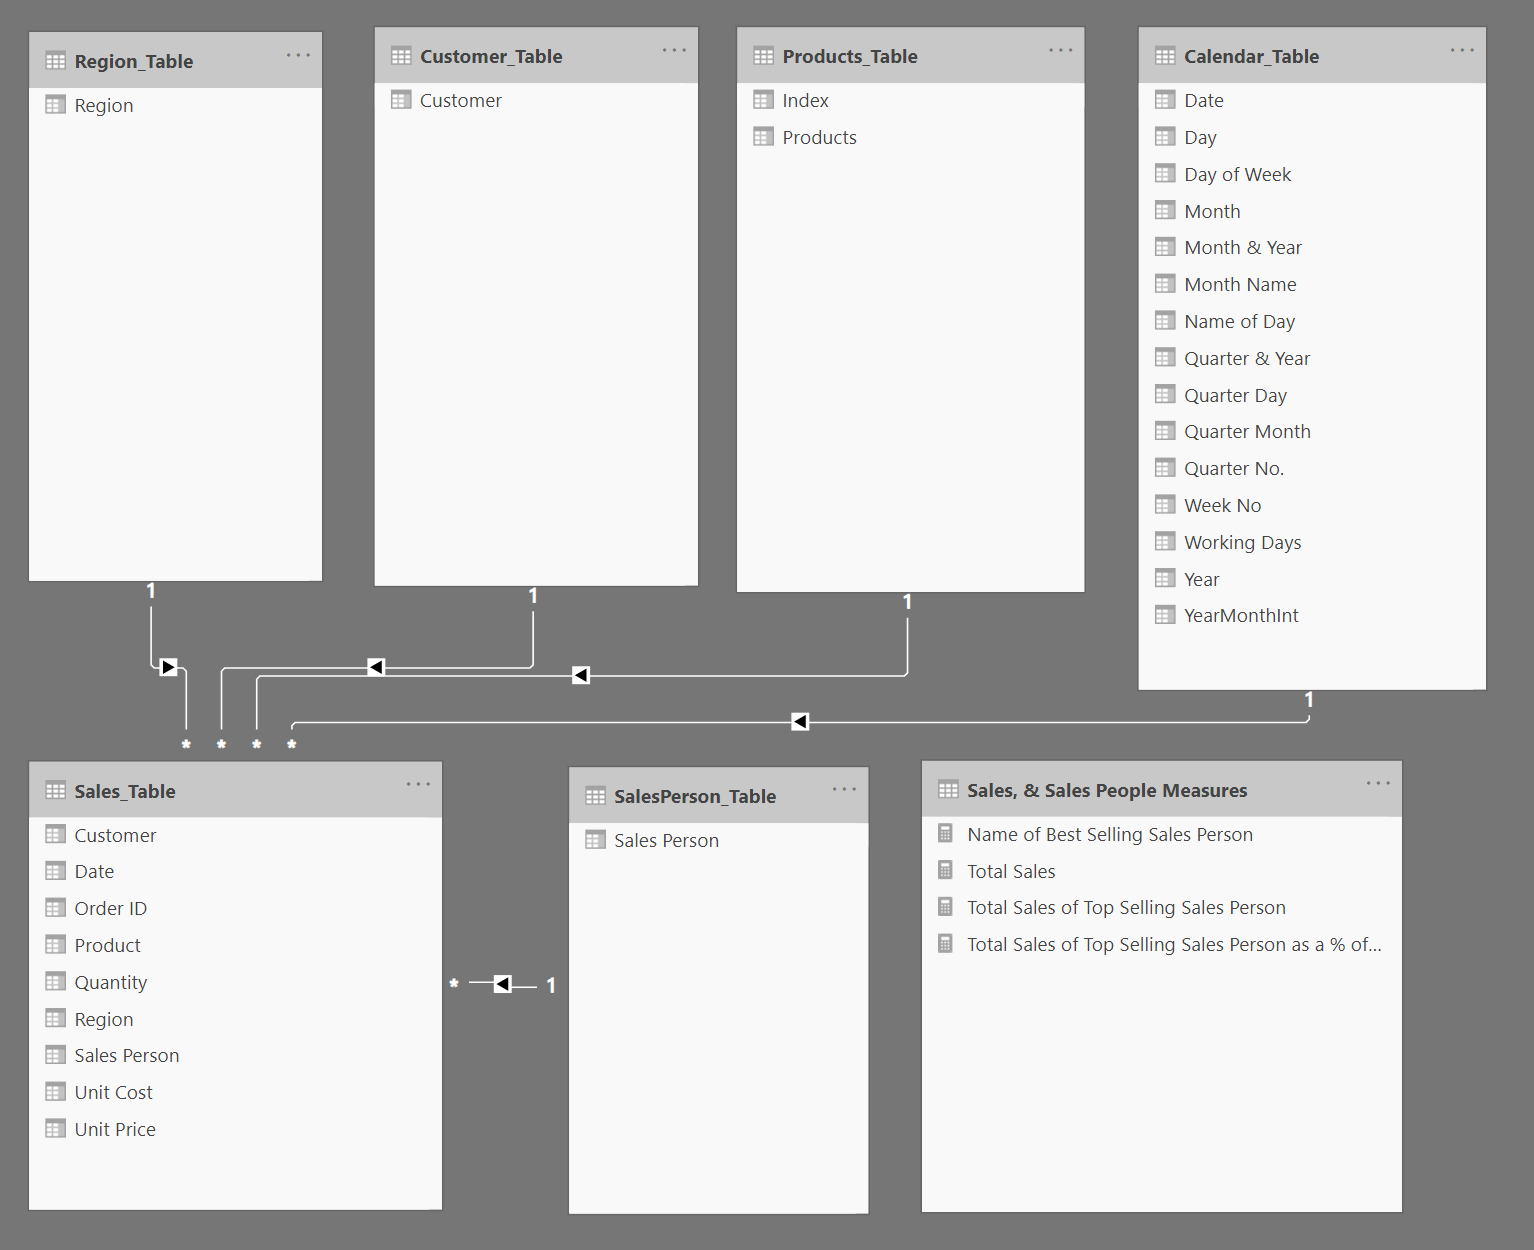 Region_Table
Region
Customer_Table
Customer
Products_Table
Index
Products
Calendar_Table
Date
Day
Day of Week
Month
Month & Year
Month Name
Name of Day
Quarter & Year
Quarter Day
Quarter Month
Quarter No.
Week No
Working Days
Year
YearMonthInt
1
1
1
1
* * * *
Sales_Table
Customer
Date
Order ID
Product
Quantity
Region
Sales Person
Unit Cost
Unit Price
* 1
SalesPerson_Table
Sales Person
Sales, & Sales People Measures
Name of Best Selling Sales Person
Total Sales
Total Sales of Top Selling Sales Person
Total Sales of Top Selling Sales Person as a % of...